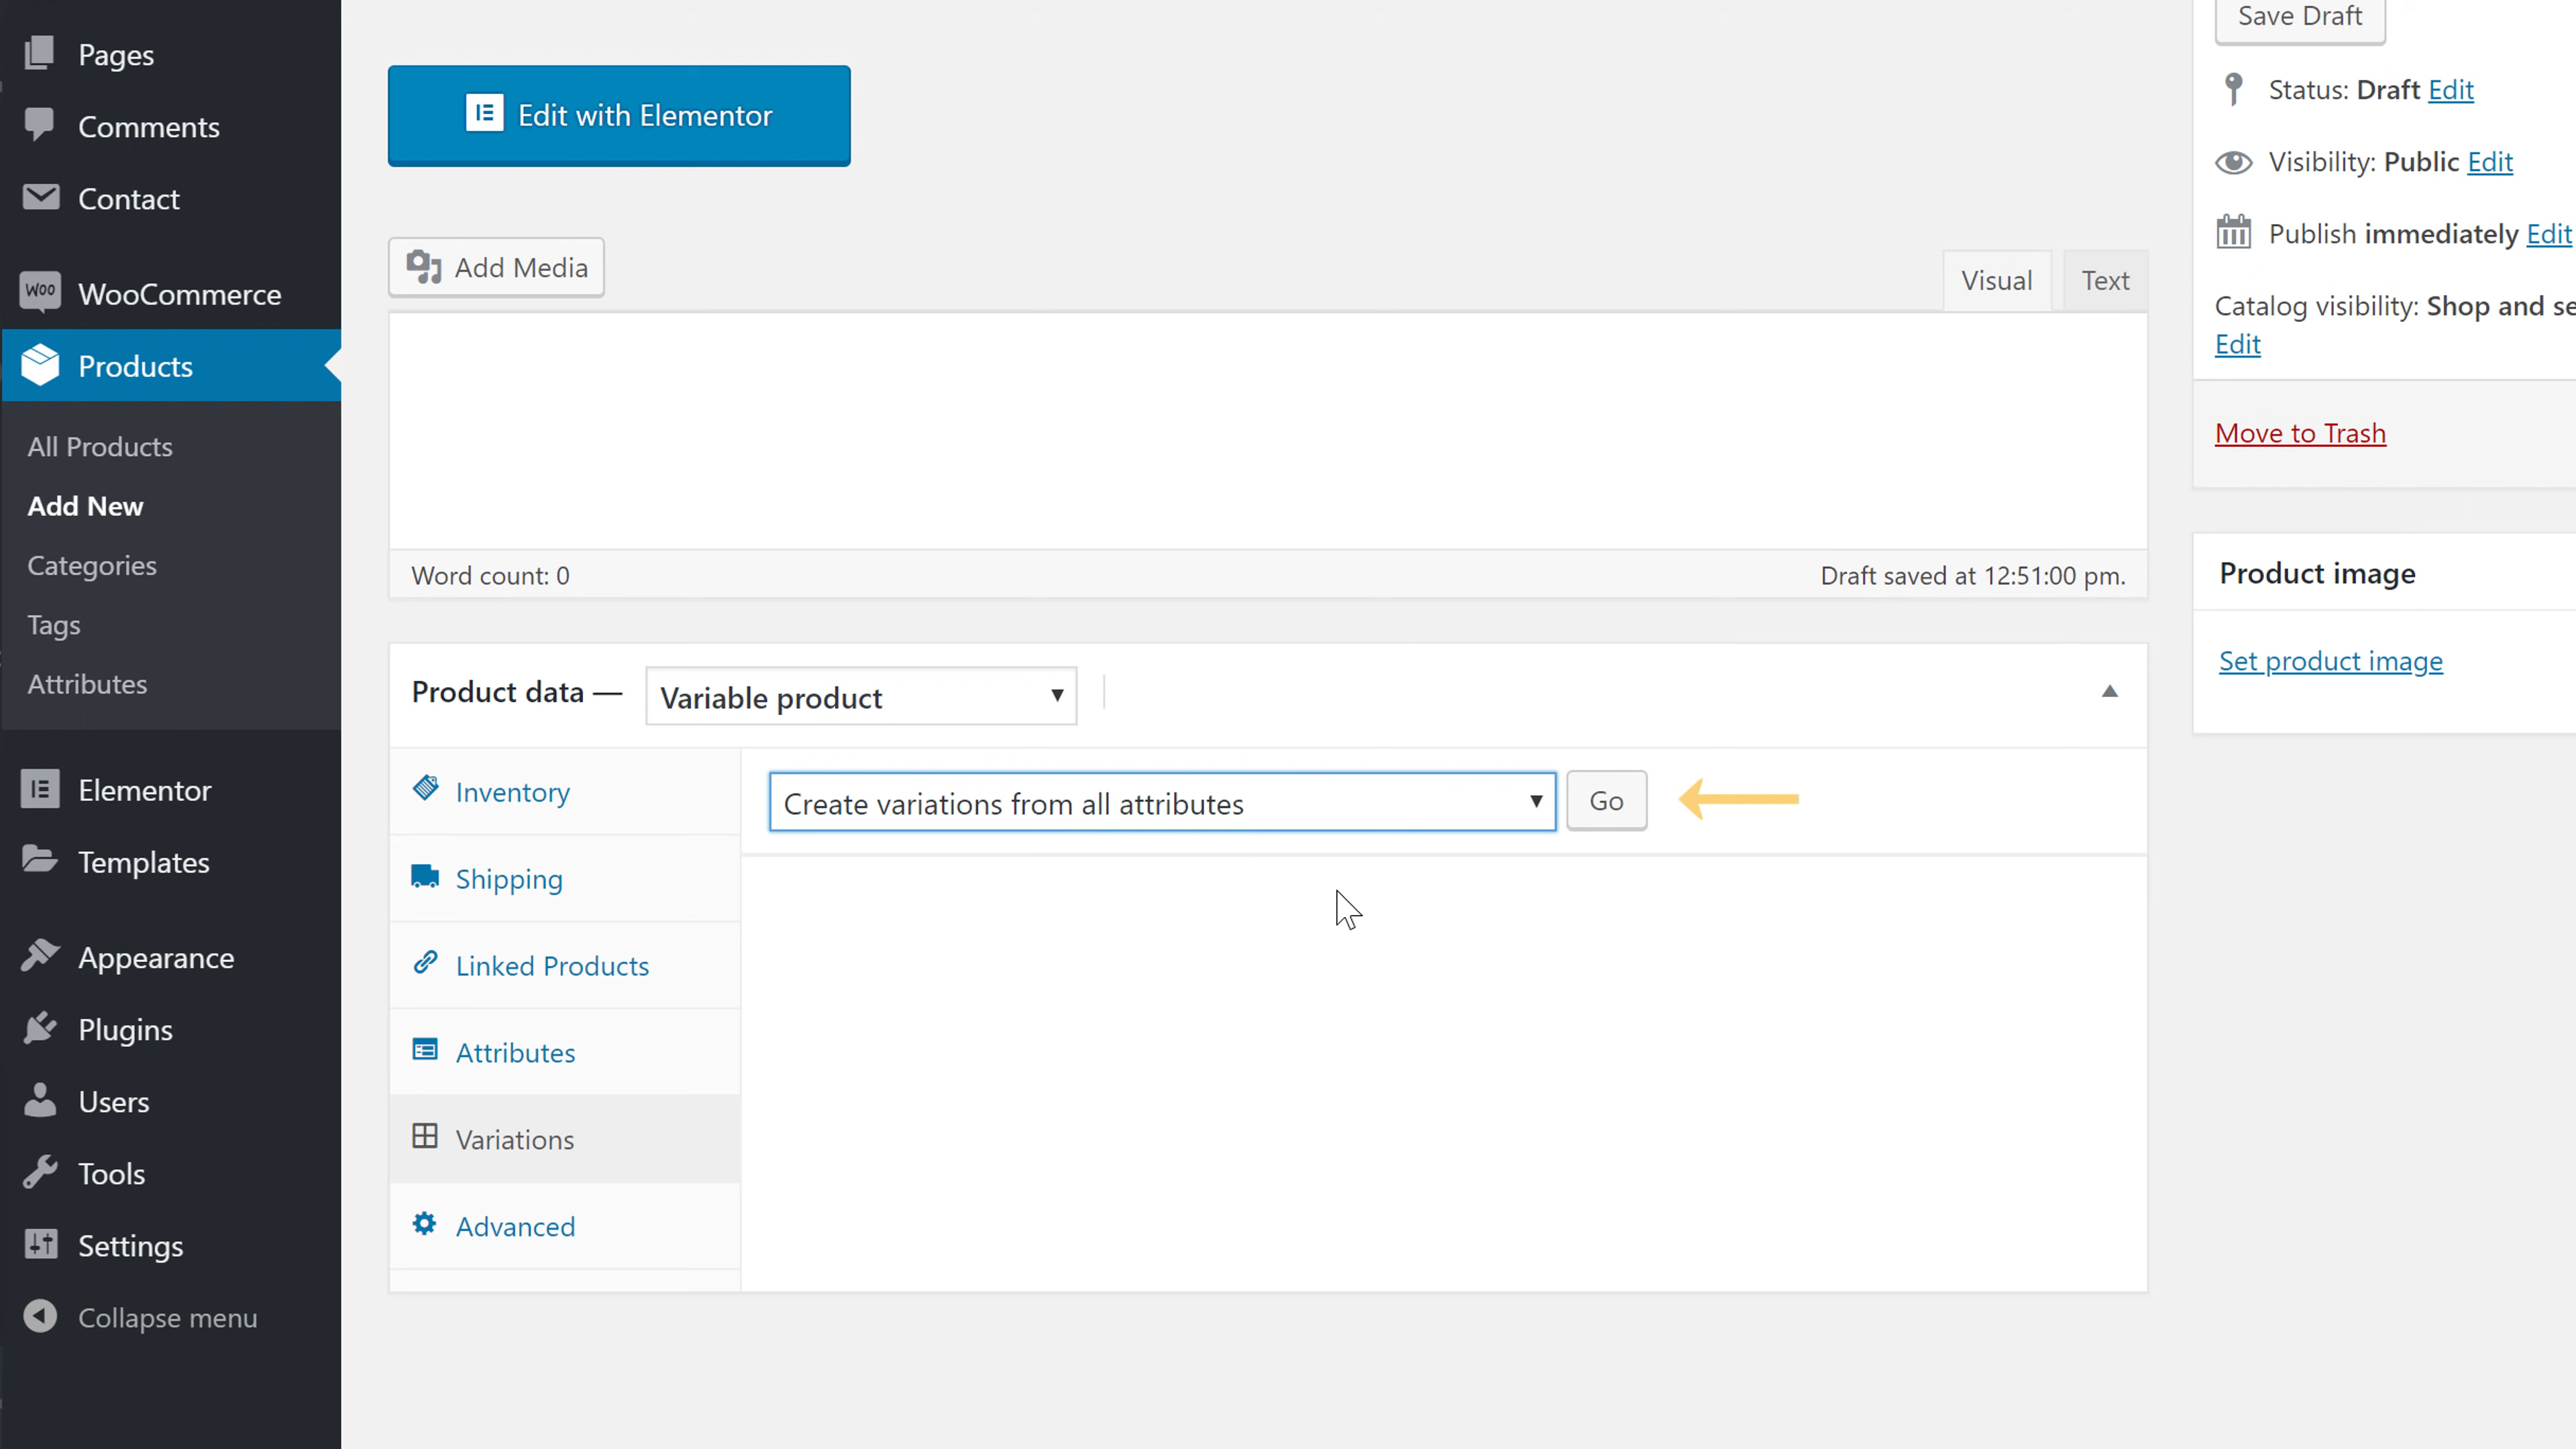 Pages
Comments
Contact
Woo
WooCommerce
Products
All Products
Add New
Categories
Tags
Attributes
Elementor
Templates
Appearance
Plugins
Users
Tools
Settings
Collapse menu
Edit with Elementor
Add Media
Visual
Text
Word count: 0
Draft saved at 12:51:00 pm.
Product data —
Variable product
Inventory
Shipping
Linked Products
Attributes
Variations
Advanced
Create variations from all attributes
Go
Save Draft
Status: Draft Edit
Visibility: Public Edit
Publish immediately Edit
Catalog visibility: Shop and se
Edit
Move to Trash
Product image
Set product image